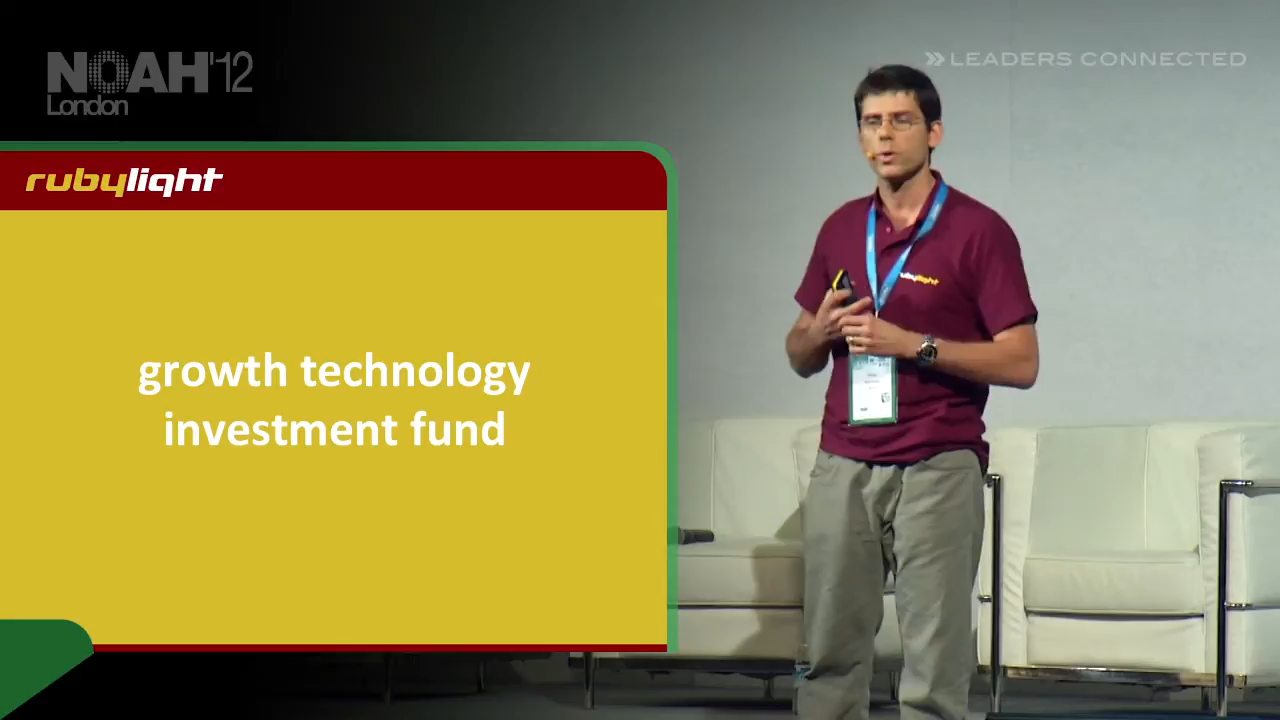 NOAH'12
London
LEADERS CONNECTED
rubylight
growth technology
investment fund
rubylight